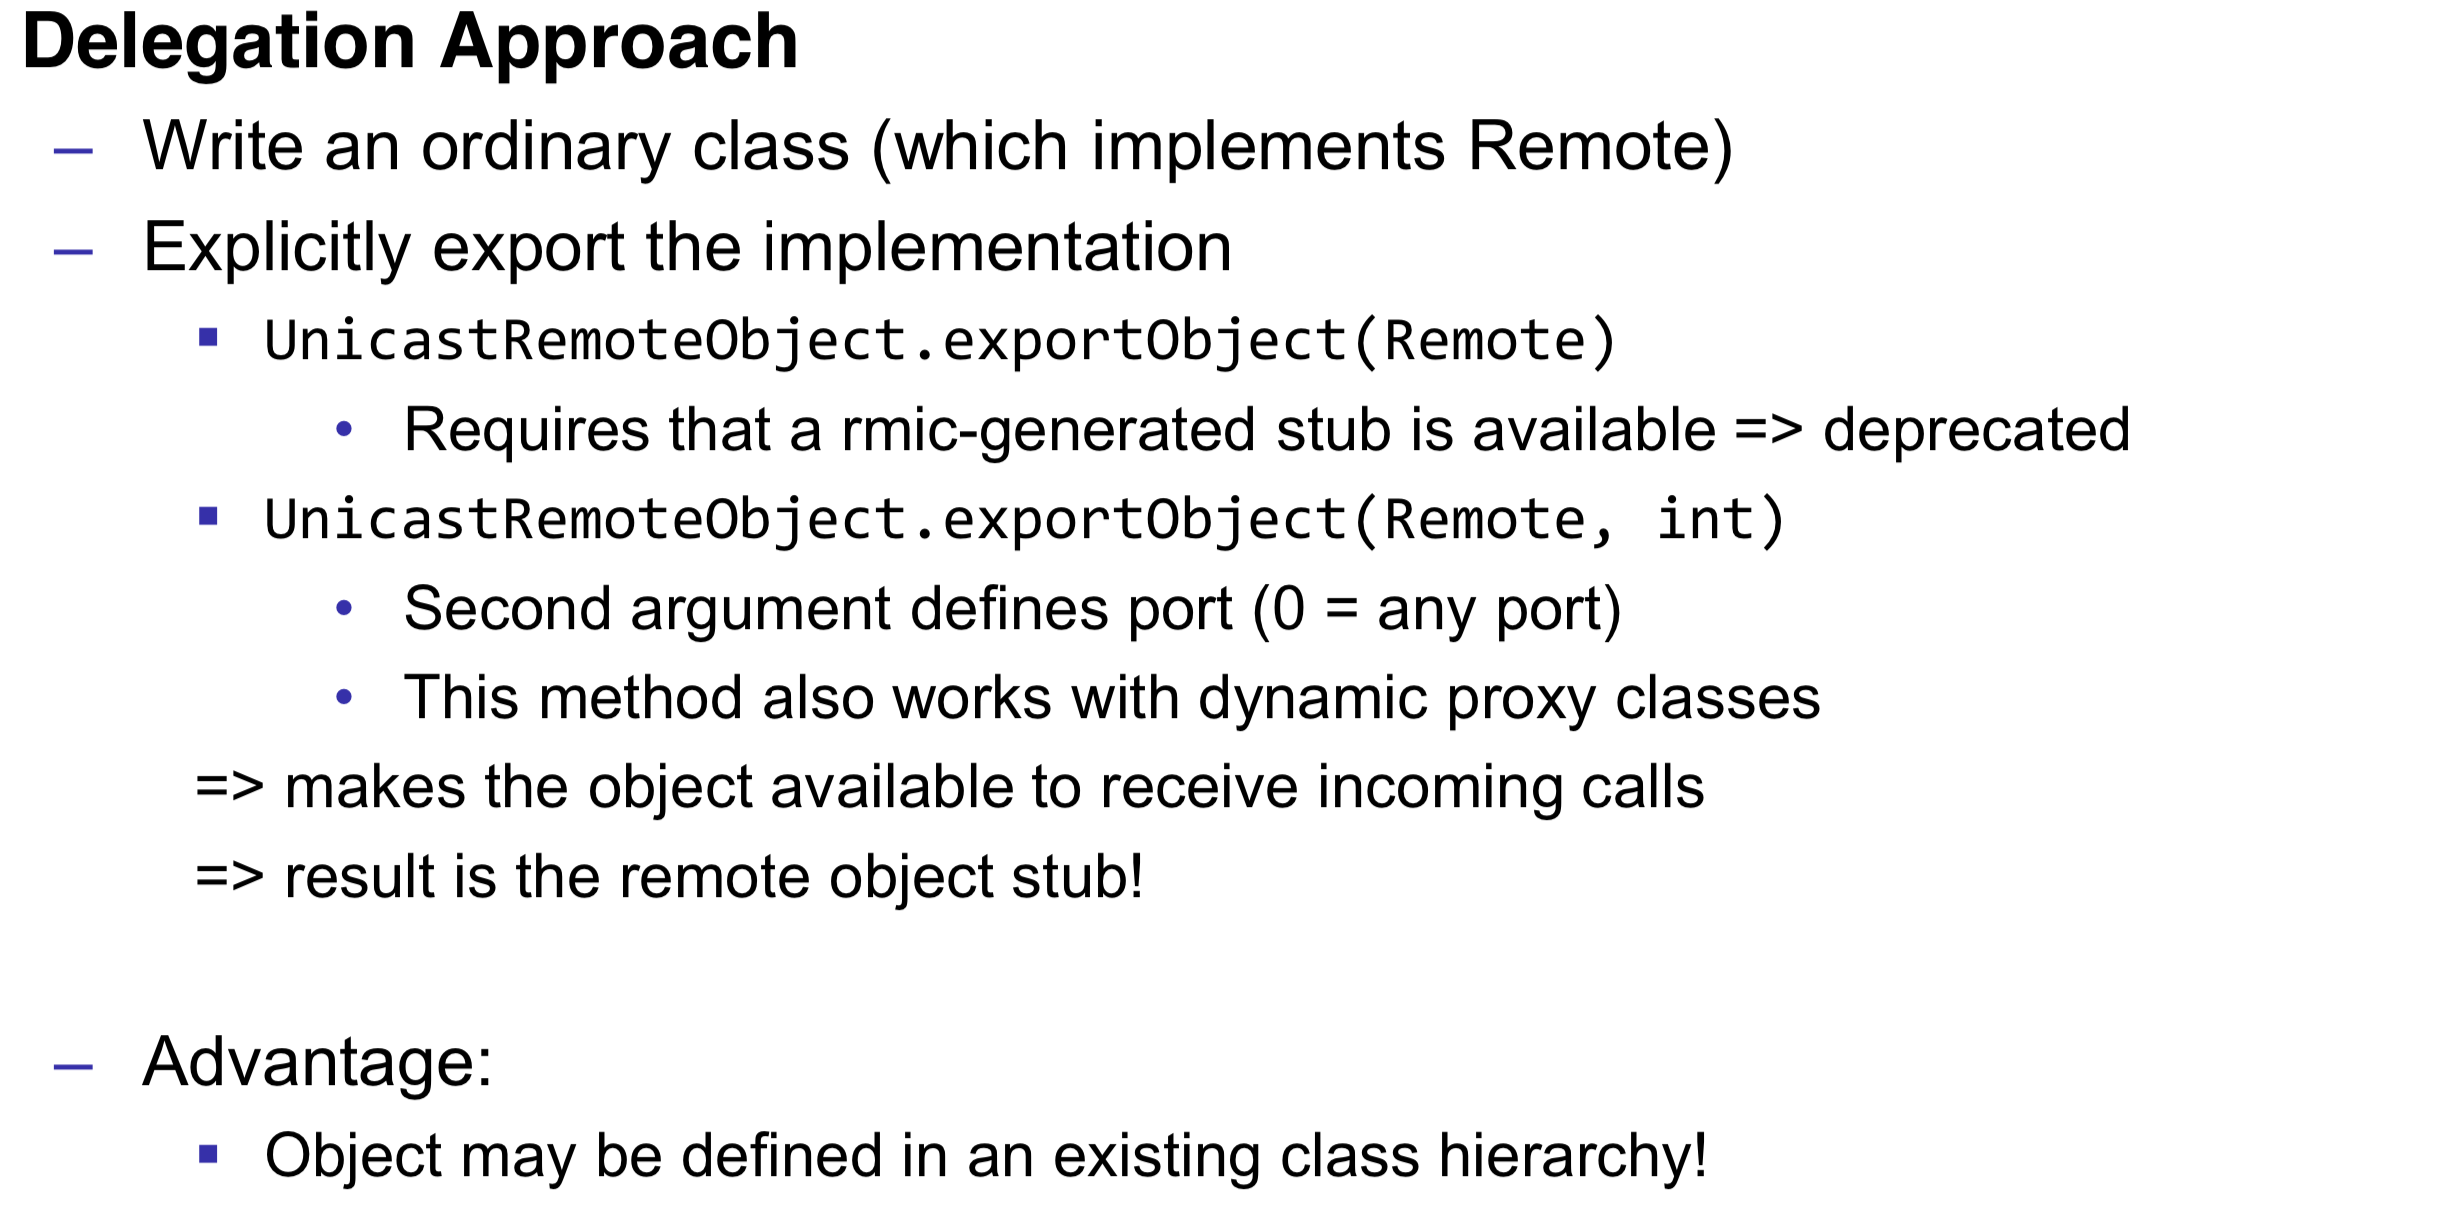 Delegation Approach
– Write an ordinary class (which implements Remote)
– Explicitly export the implementation
▪ UnicastRemoteObject.exportObject(Remote)
• Requires that a rmic-generated stub is available => deprecated
▪ UnicastRemoteObject.exportObject(Remote, int)
• Second argument defines port (0 = any port)
• This method also works with dynamic proxy classes
=> makes the object available to receive incoming calls
=> result is the remote object stub!
– Advantage:
▪ Object may be defined in an existing class hierarchy!